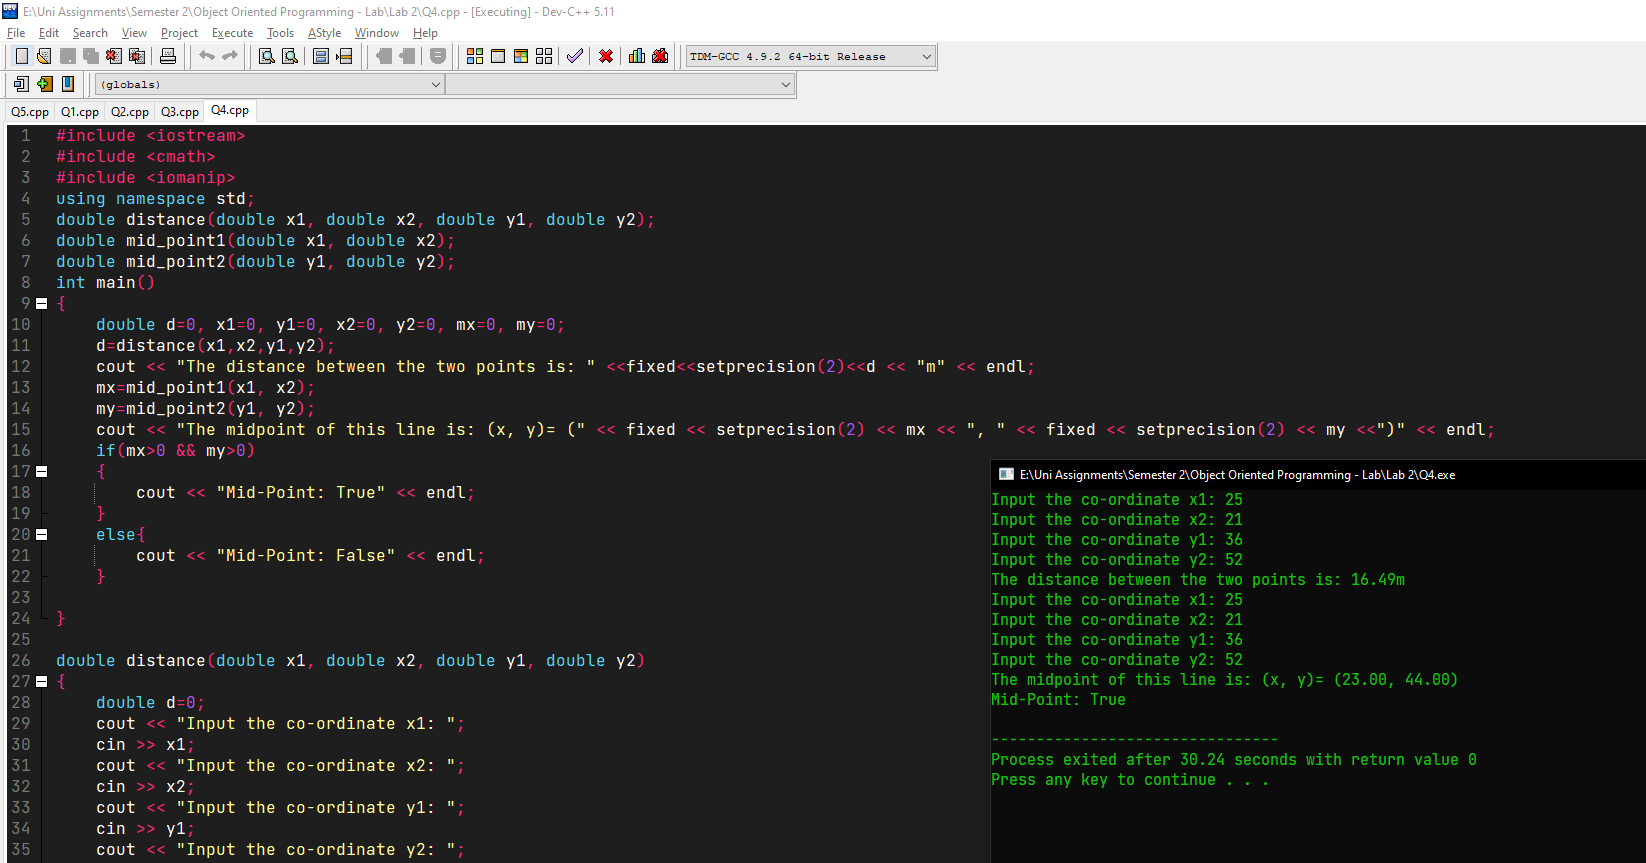 E:\Uni Assignments\Semester 2\Object Oriented Programming - Lab\Lab 2\Q4.cpp - [Executing] - Dev-C++ 5.11
File Edit Search View Project Execute Tools AStyle Window Help
TDM-GCC 4.9.2 64-bit Release
(globals)
Q5.cpp Q1.cpp Q2.cpp Q3.cpp Q4.cpp
1 #include <iostream>
2 #include <cmath>
3 #include <iomanip>
4 using namespace std;
5 double distance(double x1, double x2, double y1, double y2);
6 double mid_point1(double x1, double x2);
7 double mid_point2(double y1, double y2);
8 int main()
9 {
10 double d=0, x1=0, y1=0, x2=0, y2=0, mx=0, my=0;
11 d=distance(x1,x2,y1,y2);
12 cout << "The distance between the two points is: " <<fixed<<setprecision(2)<<d << "m" << endl;
13 mx=mid_point1(x1, x2);
14 my=mid_point2(y1, y2);
15 cout << "The midpoint of this line is: (x, y)= (" << fixed << setprecision(2) << mx << ", " << fixed << setprecision(2) << my <<")" << endl;
16 if(mx>0 && my>0)
17 {
18 cout << "Mid-Point: True" << endl;
19 }
20 else{
21 cout << "Mid-Point: False" << endl;
22 }
23
24 }
25
26 double distance(double x1, double x2, double y1, double y2)
27 {
28 double d=0;
29 cout << "Input the co-ordinate x1: ";
30 cin >> x1;
31 cout << "Input the co-ordinate x2: ";
32 cin >> x2;
33 cout << "Input the co-ordinate y1: ";
34 cin >> y1;
35 cout << "Input the co-ordinate y2: ";
E:\Uni Assignments\Semester 2\Object Oriented Programming - Lab\Lab 2\Q4.exe
Input the co-ordinate x1: 25
Input the co-ordinate x2: 21
Input the co-ordinate y1: 36
Input the co-ordinate y2: 52
The distance between the two points is: 16.49m
Input the co-ordinate x1: 25
Input the co-ordinate x2: 21
Input the co-ordinate y1: 36
Input the co-ordinate y2: 52
The midpoint of this line is: (x, y)= (23.00, 44.00)
Mid-Point: True
--------------------------------
Process exited after 30.24 seconds with return value 0
Press any key to continue . . .